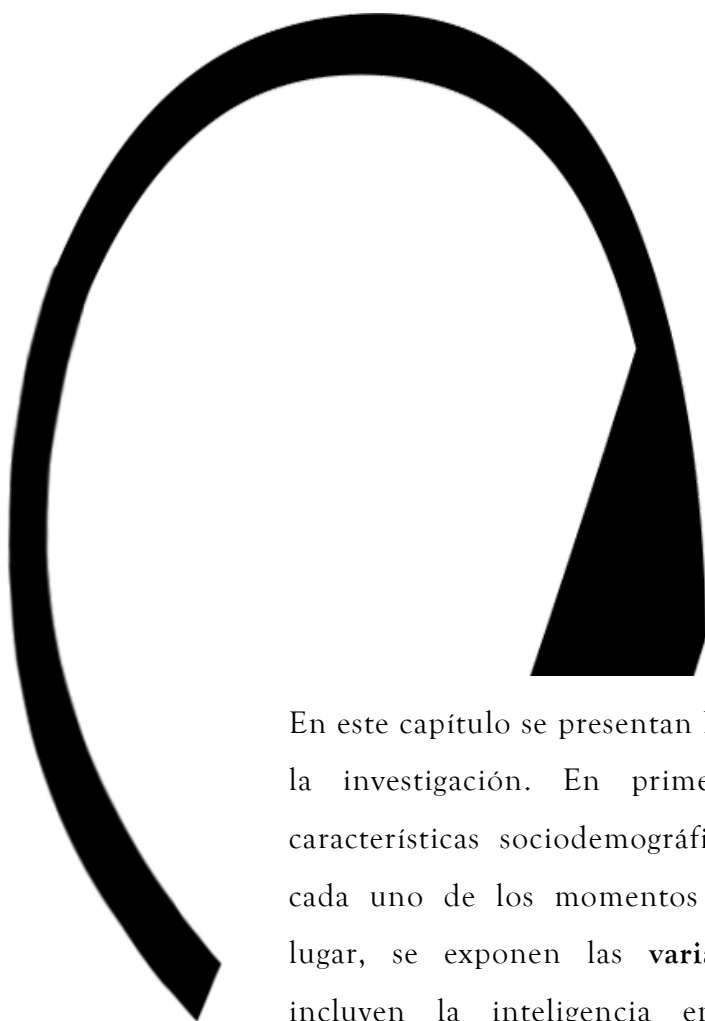 En este capítulo se presentan
la investigación. En
características
cada uno de los momentos
lugar, se exponen las
incluyen la inteligencia